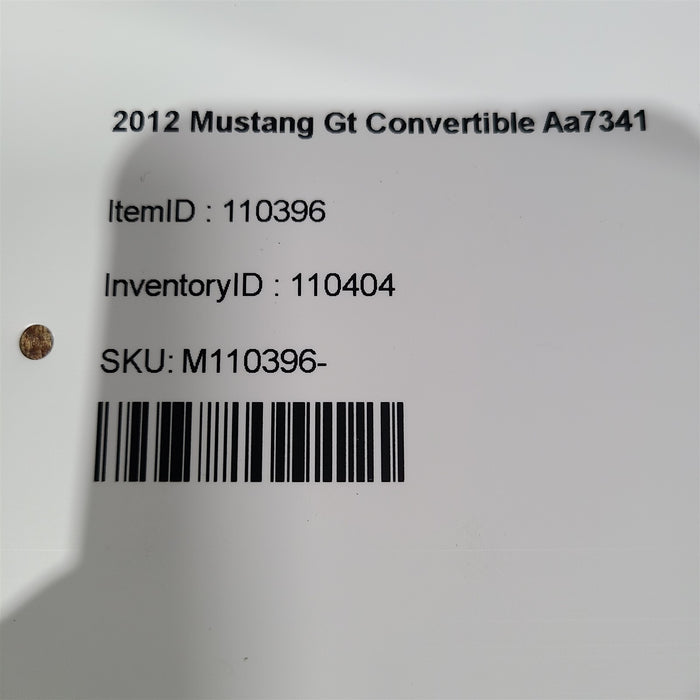 2012 Mustang Gt Convertible Aa7341
ItemID : 110396
InventoryID : 110404
SKU: M110396-